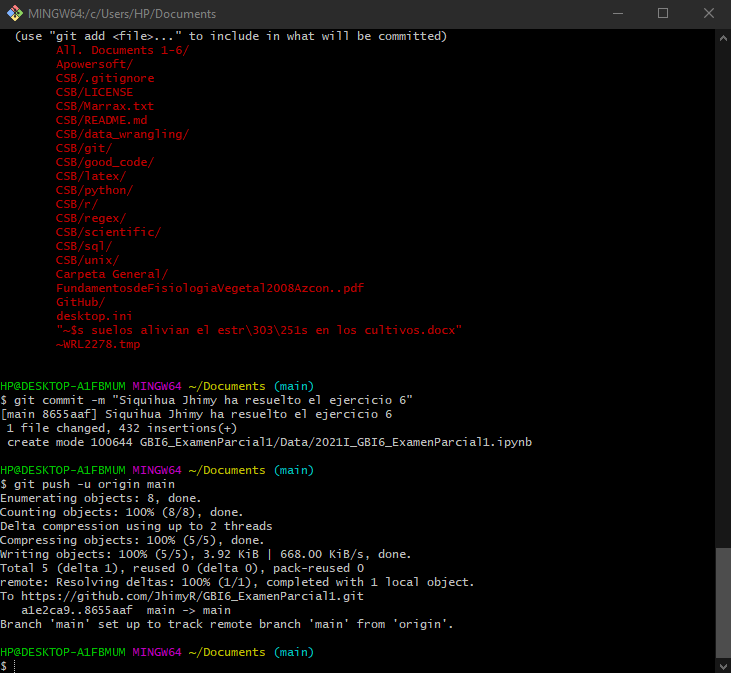 MINGW64:/c/Users/HP/Documents
(use "git add <file>..." to include in what will be committed)
All. Documents 1-6/
Apowersoft/
CSB/.gitignore
CSB/LICENSE
CSB/Marrax.txt
CSB/README.md
CSB/data_wrangling/
CSB/git/
CSB/good_code/
CSB/latex/
CSB/python/
CSB/r/
CSB/regex/
CSB/scientific/
CSB/sql/
CSB/unix/
Carpeta General/
FundamentosdeFisiologiaVegetal2008Azcon..pdf
GitHub/
desktop.ini
"~$s suelos alivian el estr\303\251s en los cultivos.docx"
~WRL2278.tmp
HP@DESKTOP-A1FBMUM MINGW64 ~/Documents (main)
$ git commit -m "Siquihua Jhimy ha resuelto el ejercicio 6"
[main 8655aaf] Siquihua Jhimy ha resuelto el ejercicio 6
1 file changed, 432 insertions(+)
create mode 100644 GBI6_ExamenParcial1/Data/2021I_GBI6_ExamenParcial1.ipynb
HP@DESKTOP-A1FBMUM MINGW64 ~/Documents (main)
$ git push -u origin main
Enumerating objects: 8, done.
Counting objects: 100% (8/8), done.
Delta compression using up to 2 threads
Compressing objects: 100% (5/5), done.
Writing objects: 100% (5/5), 3.92 KiB | 668.00 KiB/s, done.
Total 5 (delta 1), reused 0 (delta 0), pack-reused 0
remote: Resolving deltas: 100% (1/1), completed with 1 local object.
To https://github.com/JhimyR/GBI6_ExamenParcial1.git
a1e2ca9..8655aaf  main -> main
Branch 'main' set up to track remote branch 'main' from 'origin'.
HP@DESKTOP-A1FBMUM MINGW64 ~/Documents (main)
$